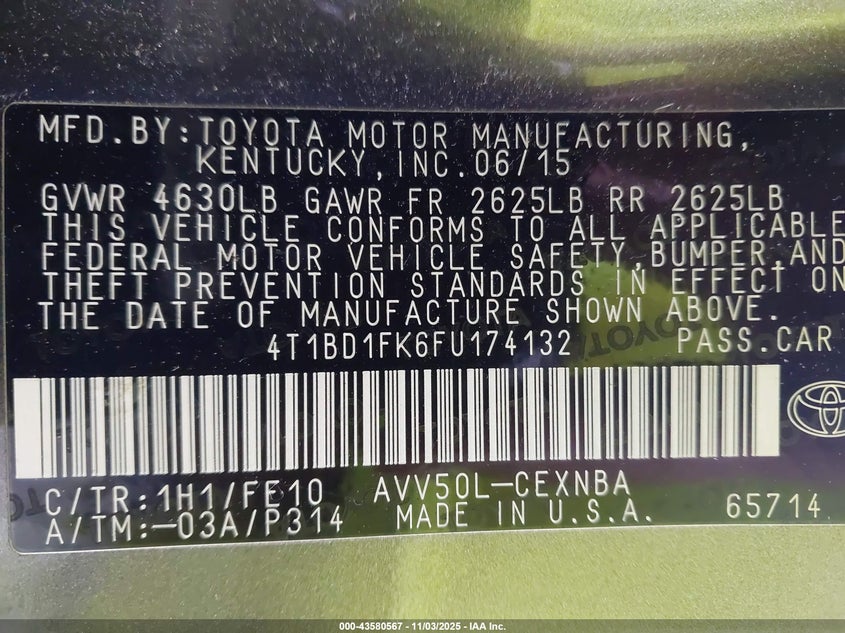 MFD.BY:TOYOTA MOTOR MANUFACTURING,
KENTUCKY,INC.06/15
GVWR 4630LB GAWR FR 2625LB RR 2625LB
THIS VEHICLE CONFORMS TO ALL APPLICABLE
FEDERAL MOTOR VEHICLE SAFETY,BUMPER,AND
THEFT PREVENTION STANDARDS IN EFFECT ON
THE DATE OF MANUFACTURE SHOWN ABOVE.
4T1BD1FK6FU174132 PASS.CAR
C/TR:1H1/FE10 AVV50L-CEXNBA
A/TM:-03A/P314 MADE IN U.S.A. 65714
000-43580567 - 11/03/2025 - IAA Inc.